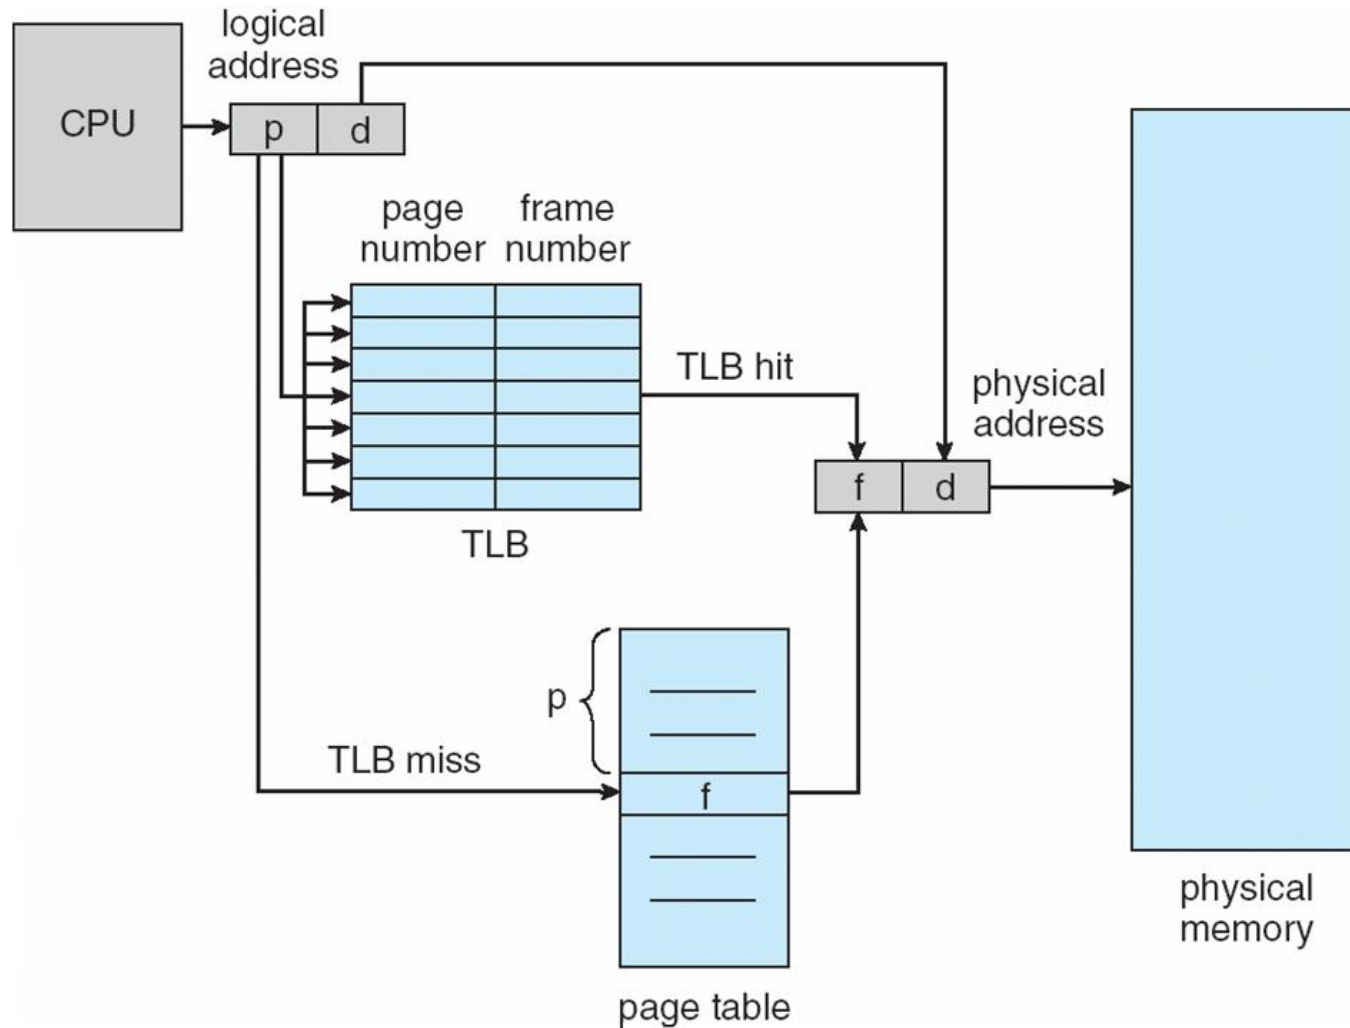 logical
address
CPU
p
d
page
number
frame
number
TLB hit
physical
address
f
d
TLB
p
TLB miss
f
physical
memory
page table